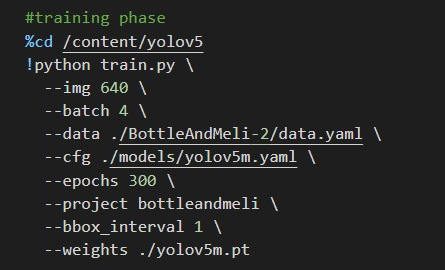 #training phase
%cd /content/yolov5
!python train.py \
--img 640 \
--batch 4 \
--data ./BottleAndMeli-2/data.yaml \
--cfg ./models/yolov5m.yaml \
--epochs 300 \
--project bottleandmeli \
--bbox_interval 1 \
--weights ./yolov5m.pt